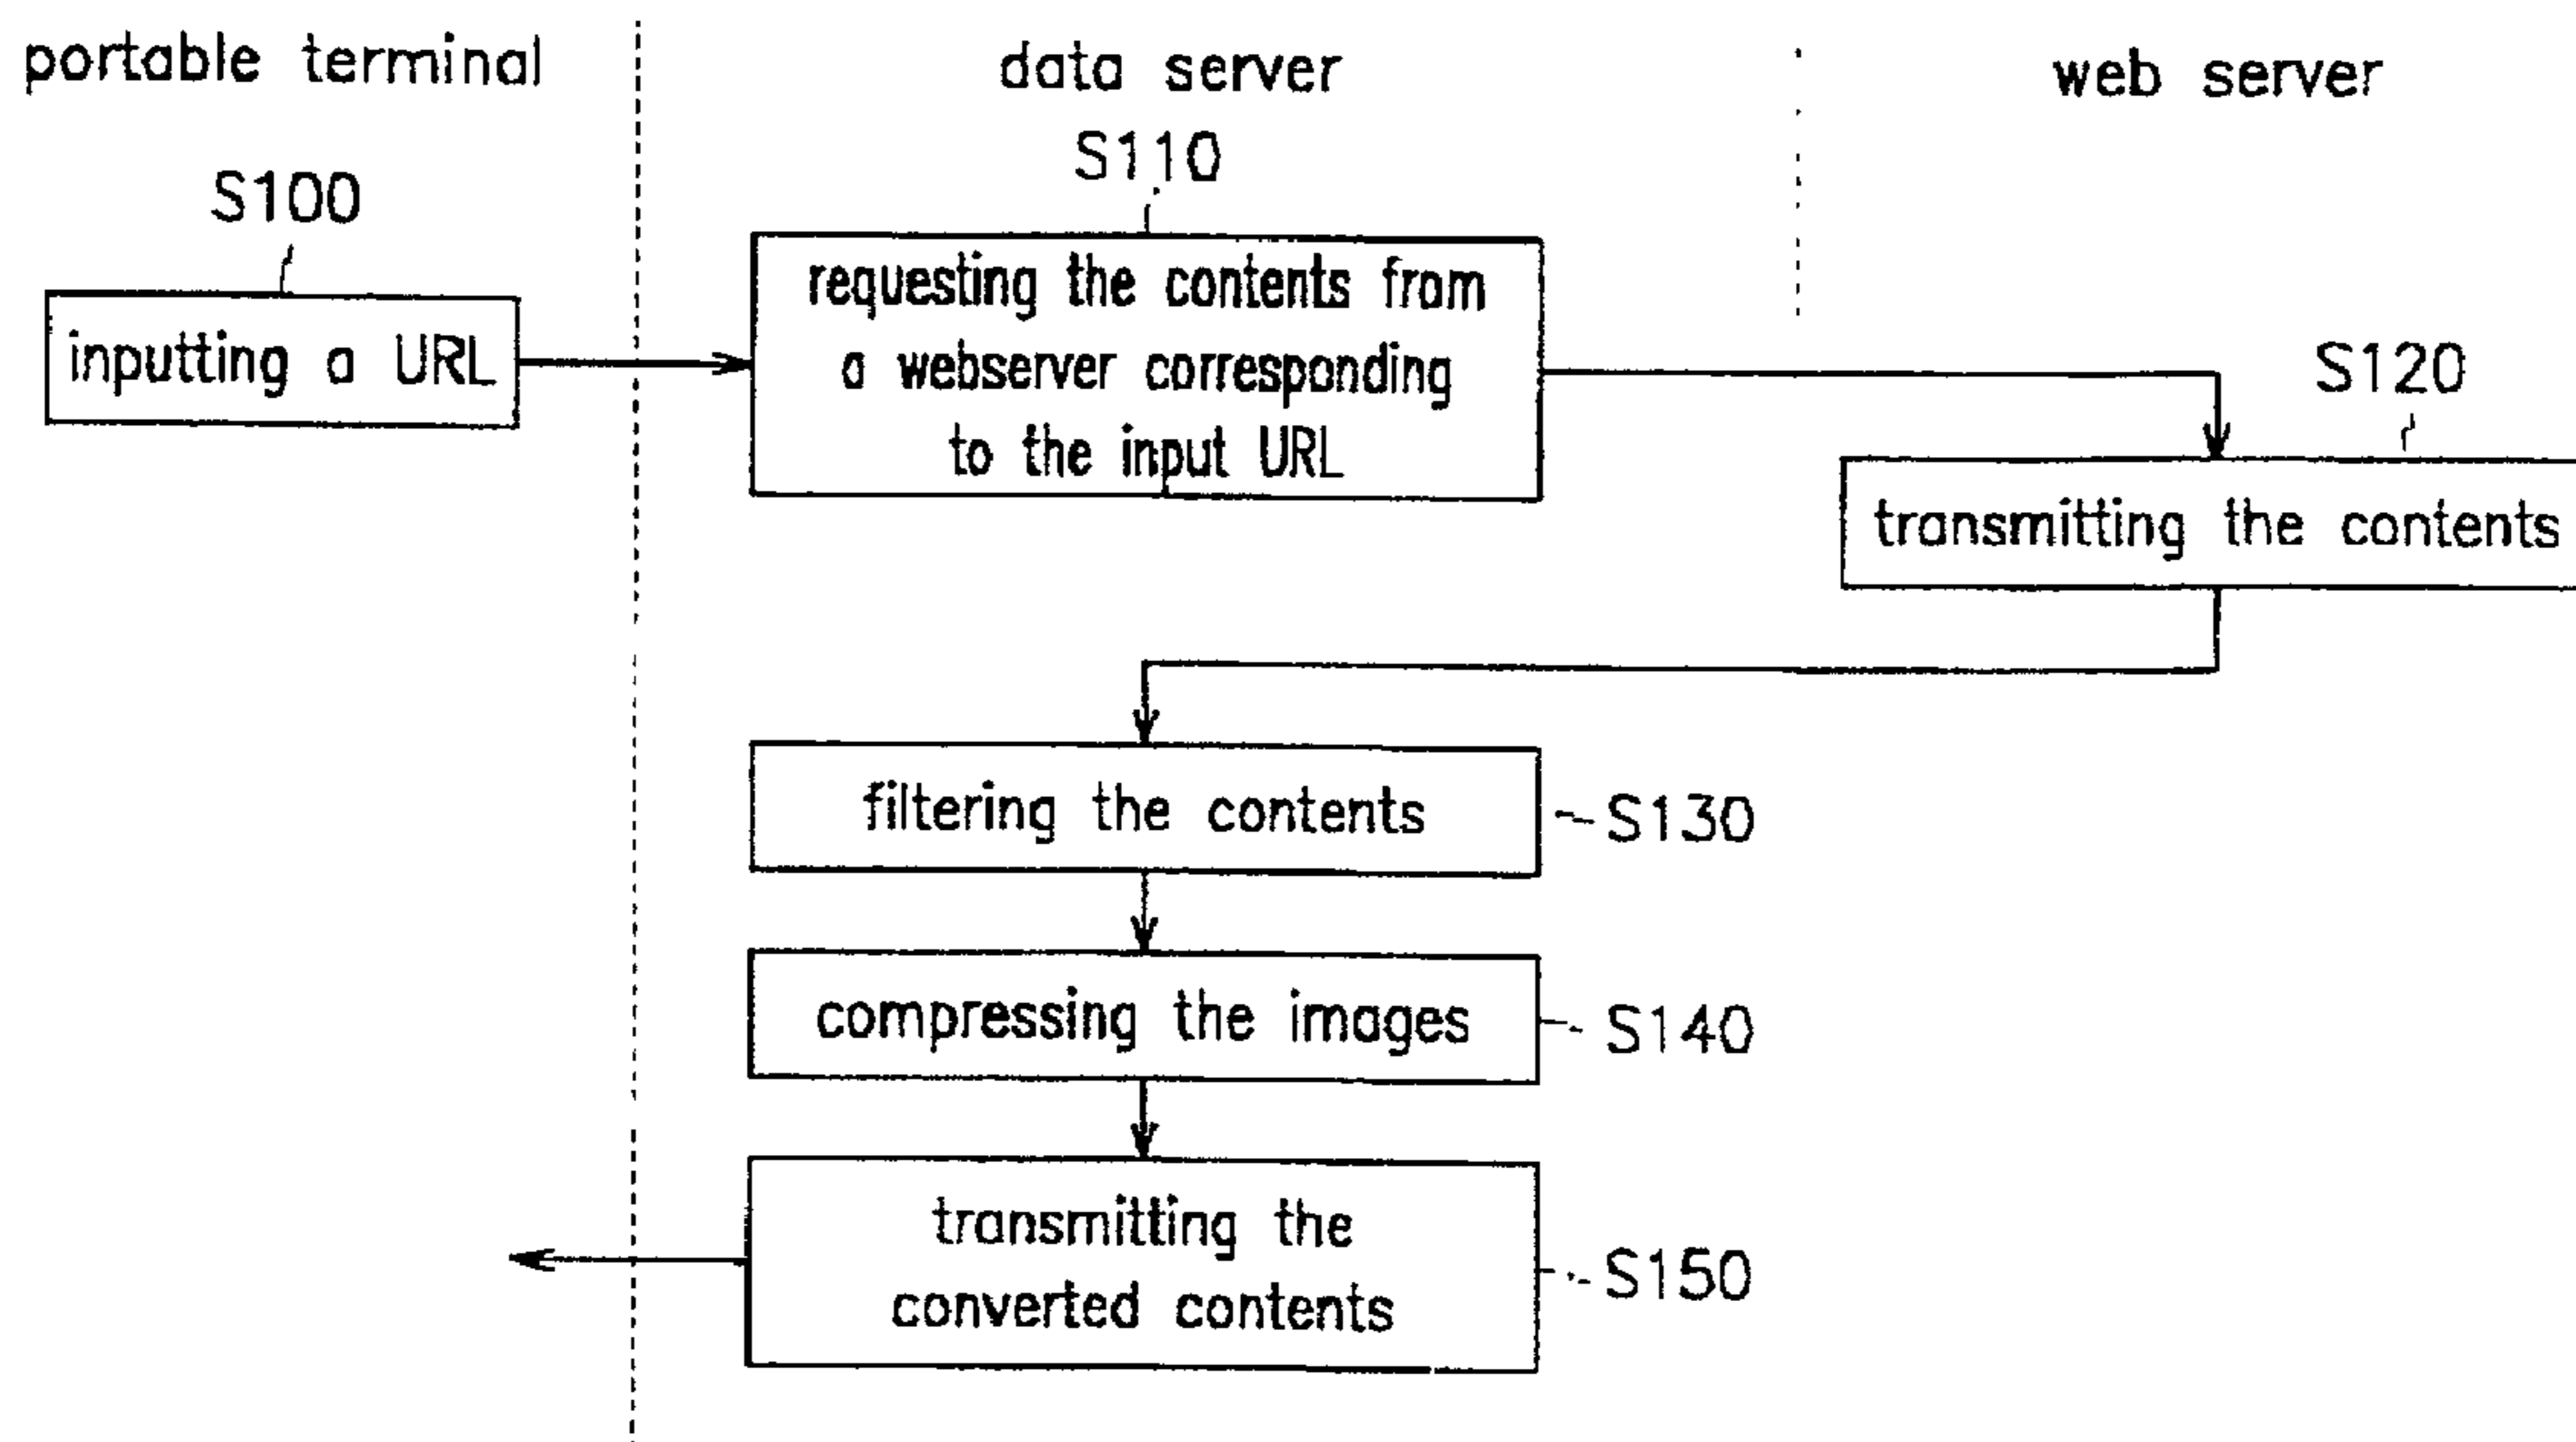 portable terminal
data server
web server
S100
inputting a URL
S110
requesting the contents from
a webserver corresponding
to the input URL
S120
transmitting the contents
filtering the contents
S130
compressing the images
S140
transmitting the
converted contents
S150